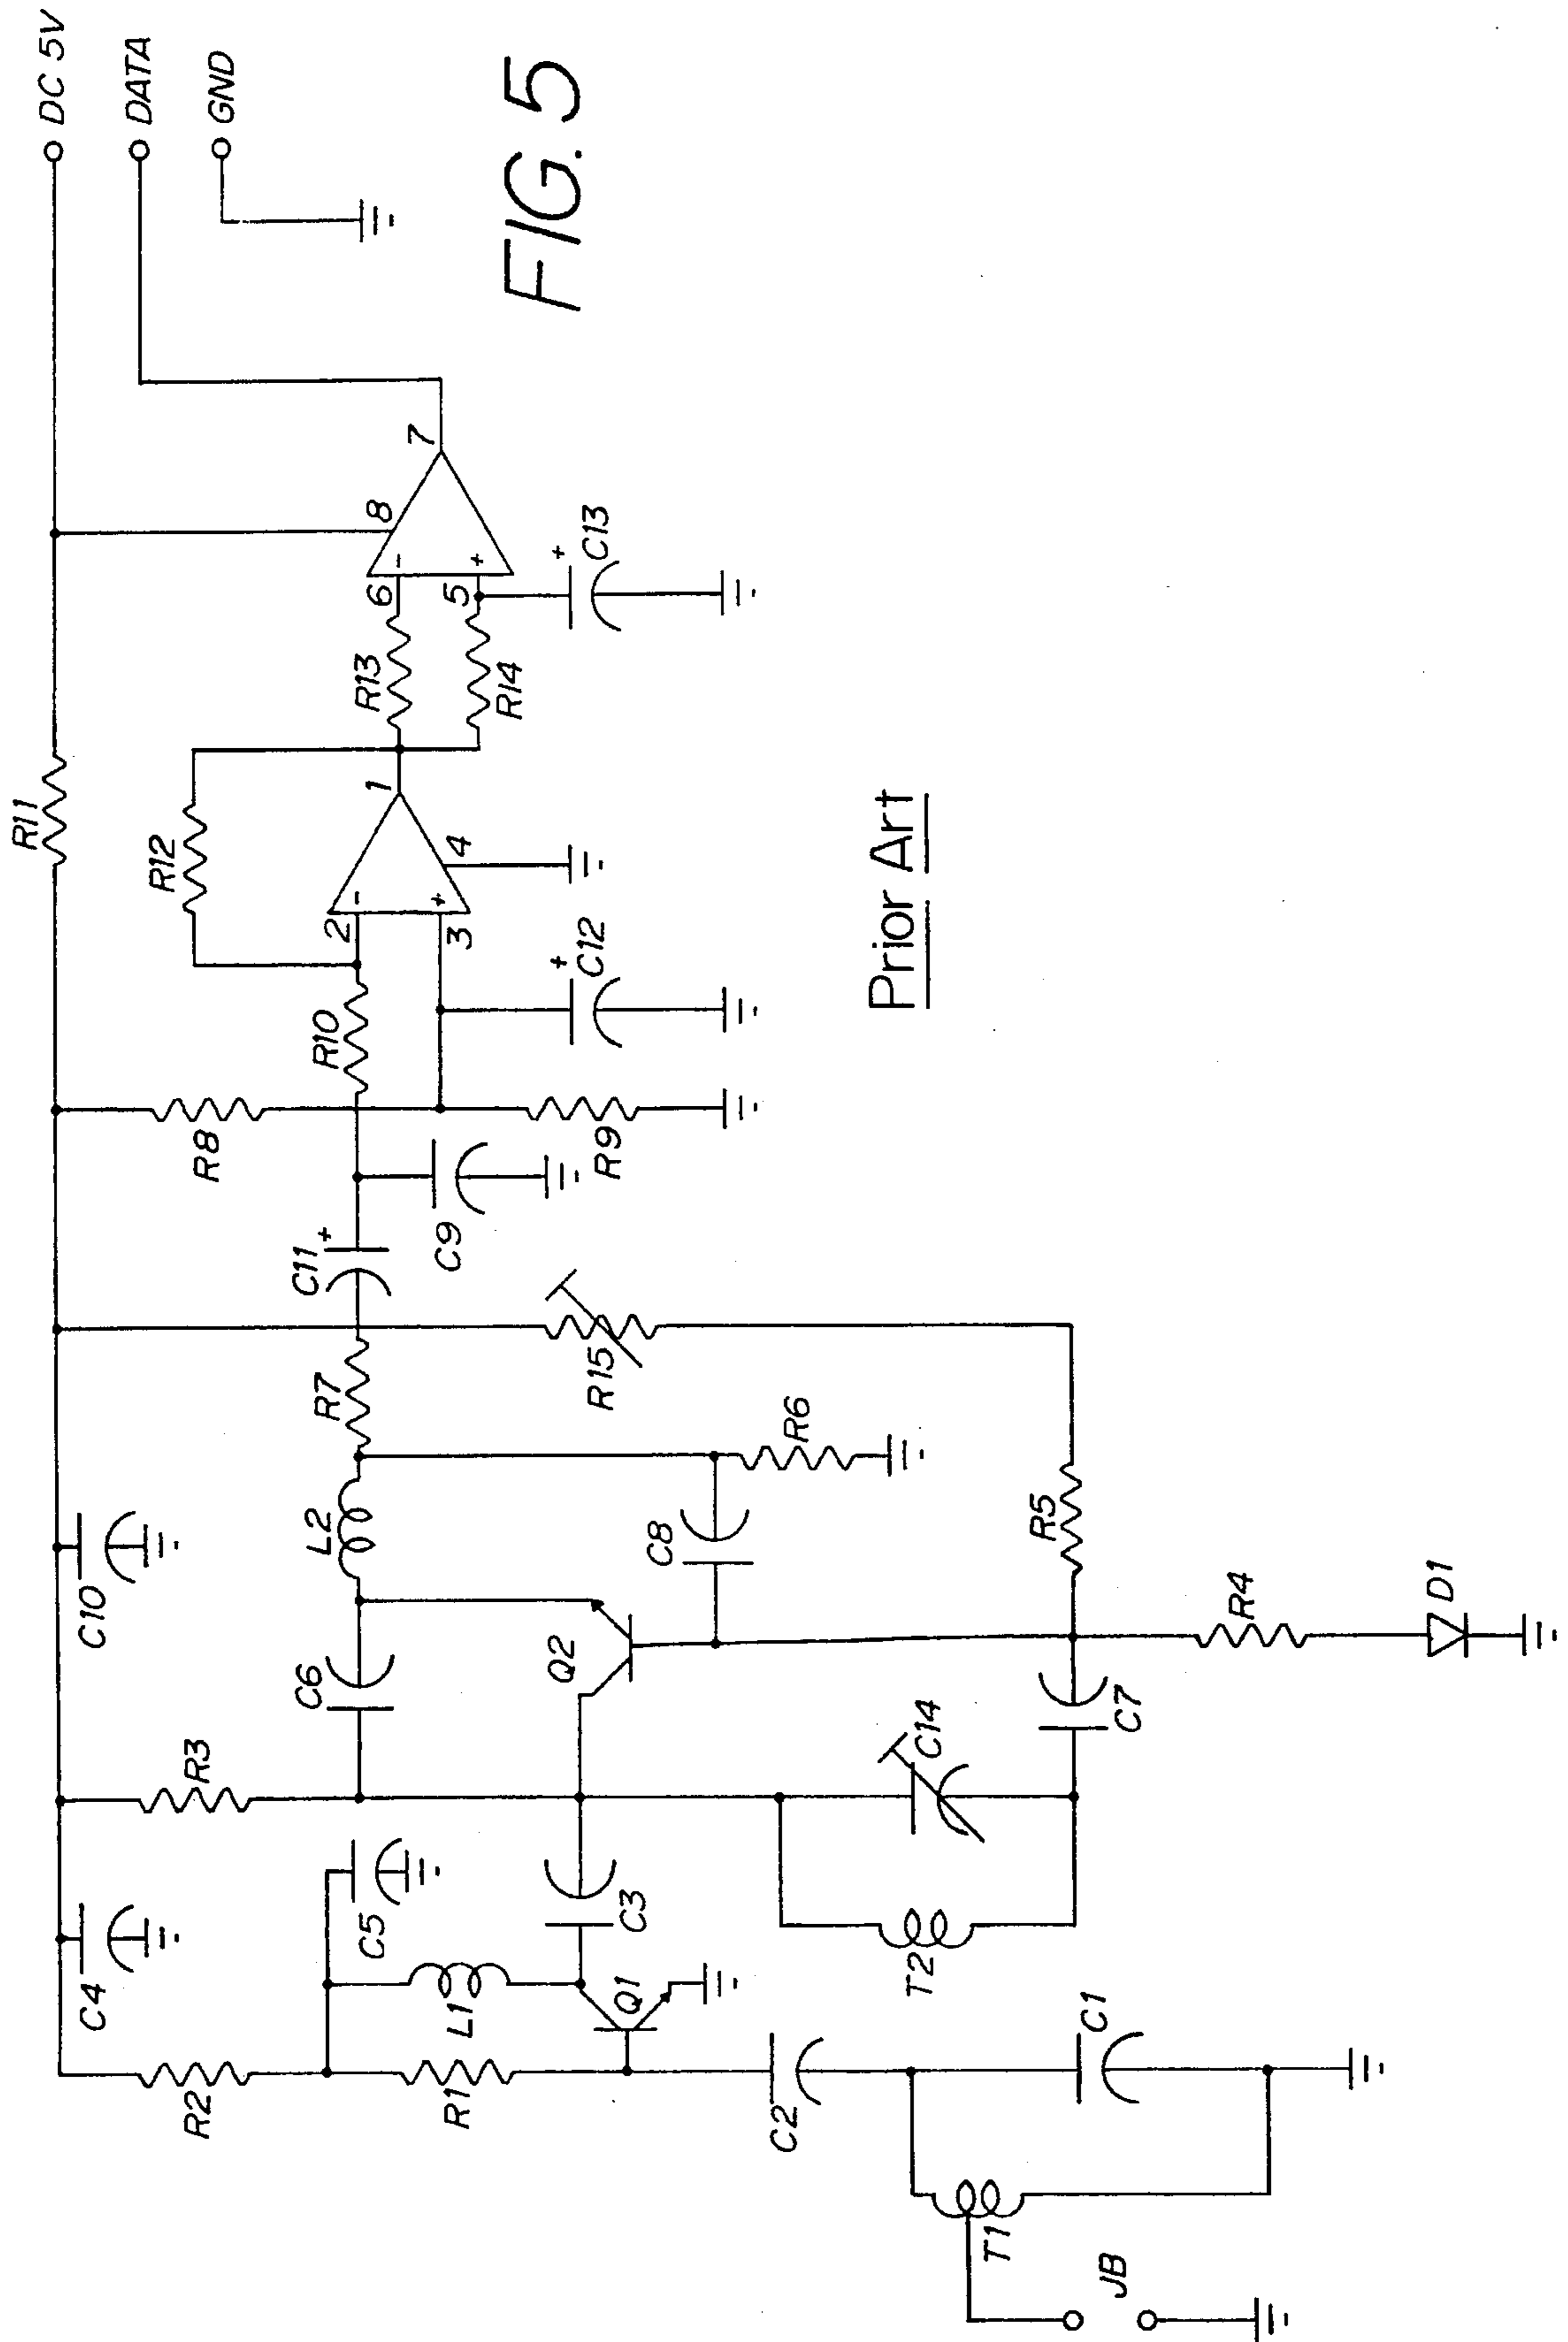 DC 5V
DATA
GND
FIG. 5
R11
R12
R13
R14
6
5
8
7
-
+
+
C13
1
4
2
3
-
+
+
C12
R10
R8
R9
C11
+
C9
R7
R15
L2
R6
C8
R5
C10
Q2
R4
D1
C6
R3
C14
C7
C4
C5
C3
L1
Q1
T2
R2
R1
C2
C1
T1
JB
Prior Art